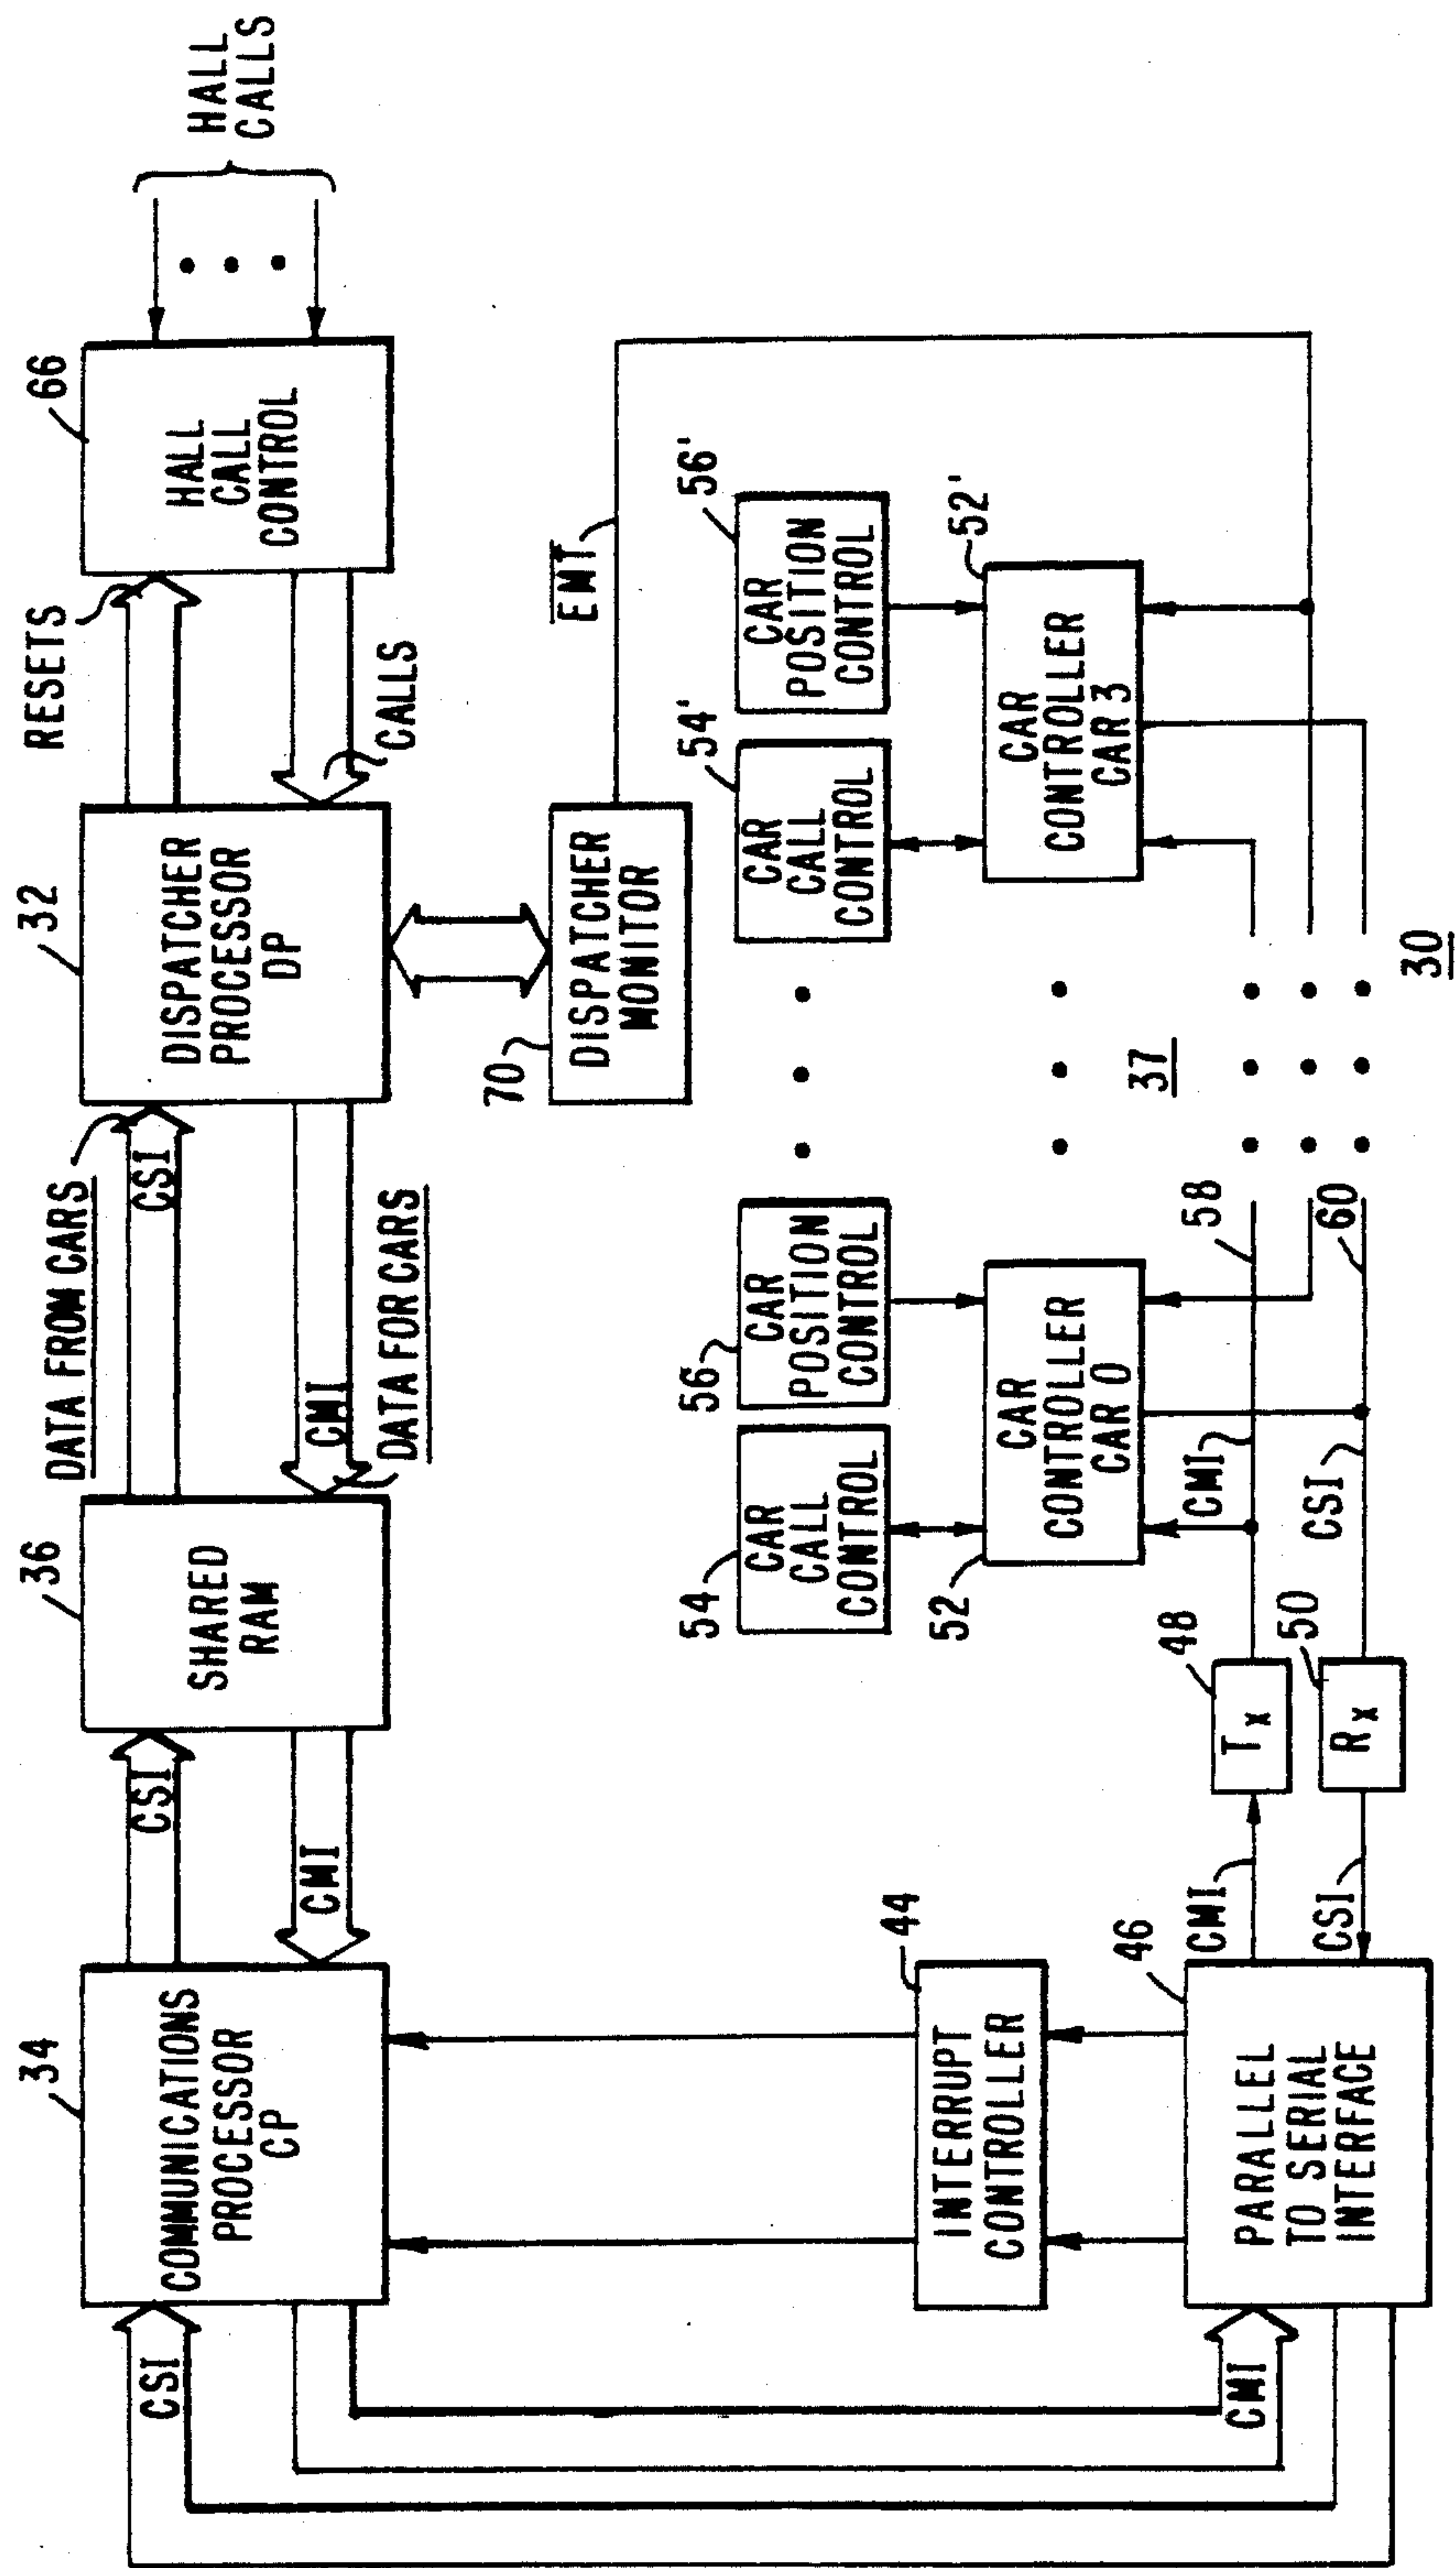 34
COMMUNICATIONS
PROCESSOR
CP
CSI
CMI
CSI
CMI
36
SHARED
RAM
DATA FROM CARS
CSI
CMI
DATA FOR CARS
32
DISPATCHER
PROCESSOR
DP
RESETS
CALLS
66
HALL
CALL
CONTROL
HALL
CALLS
70
DISPATCHER
MONITOR
EMT
44
INTERRUPT
CONTROLLER
46
PARALLEL
TO SERIAL
INTERFACE
CMI
CSI
48
Tx
50
Rx
54
CAR
CALL
CONTROL
56
CAR
POSITION
CONTROL
52
CAR
CONTROLLER
CAR 0
CMI
58
CSI
60
37
54'
CAR
CALL
CONTROL
56'
CAR
POSITION
CONTROL
52'
CAR
CONTROLLER
CAR 3
30